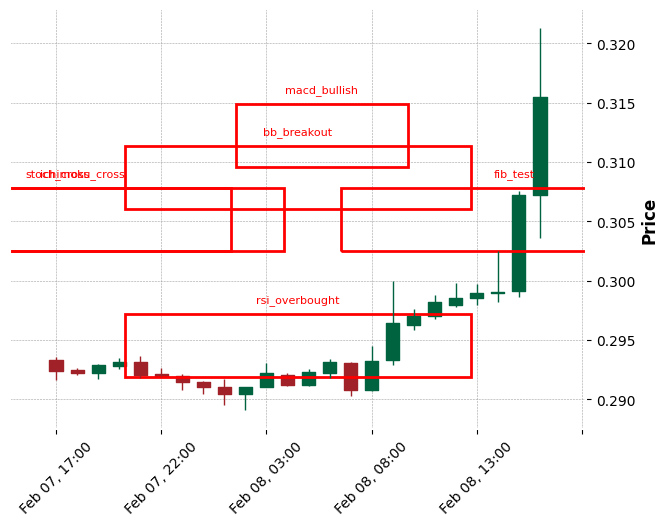 macd_bullish
bb_breakout
fib_test
rsi_overbought
0.320
0.315
0.310
0.305
0.300
0.295
0.290
Price
Feb 07, 17:00
Feb 07, 22:00
Feb 08, 03:00
Feb 08, 08:00
Feb 08, 13:00